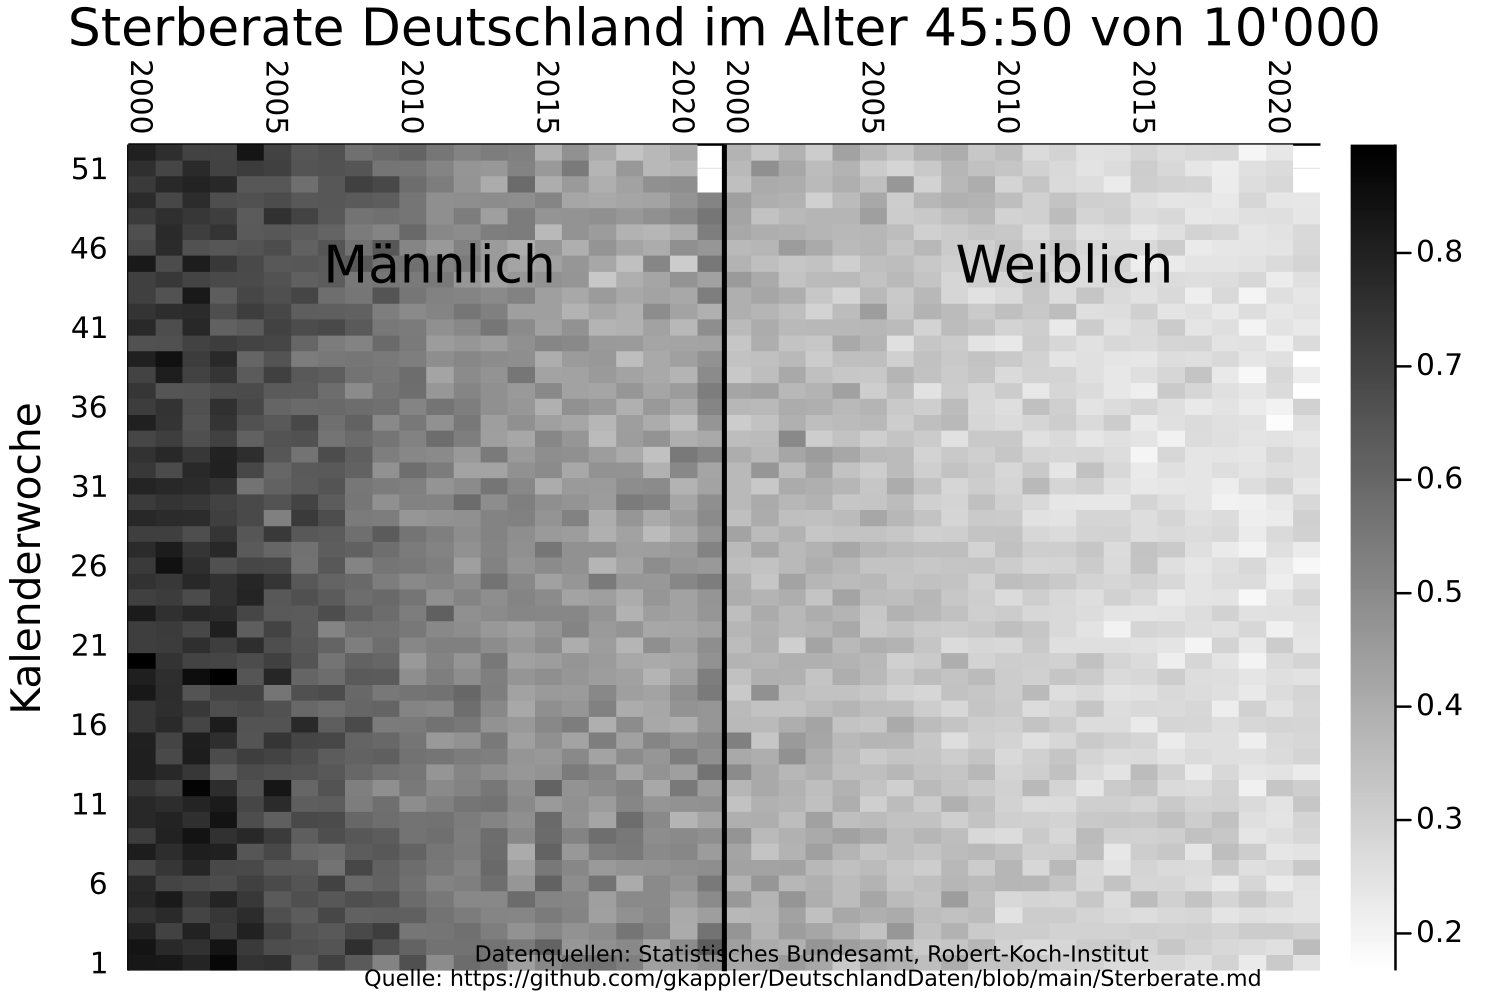 Sterberate Deutschland im Alter 45:50 von 10'000
2000 2005 2010 2015 2020 2000 2005 2010 2015 2020
Kalenderwoche
51
46
41
36
31
26
21
16
11
6
1
Männlich
Weiblich
0.8
0.7
0.6
0.5
0.4
0.3
0.2
Datenquellen: Statistisches Bundesamt, Robert-Koch-Institut
Quelle: https://github.com/gkappler/DeutschlandDaten/blob/main/Sterberate.md